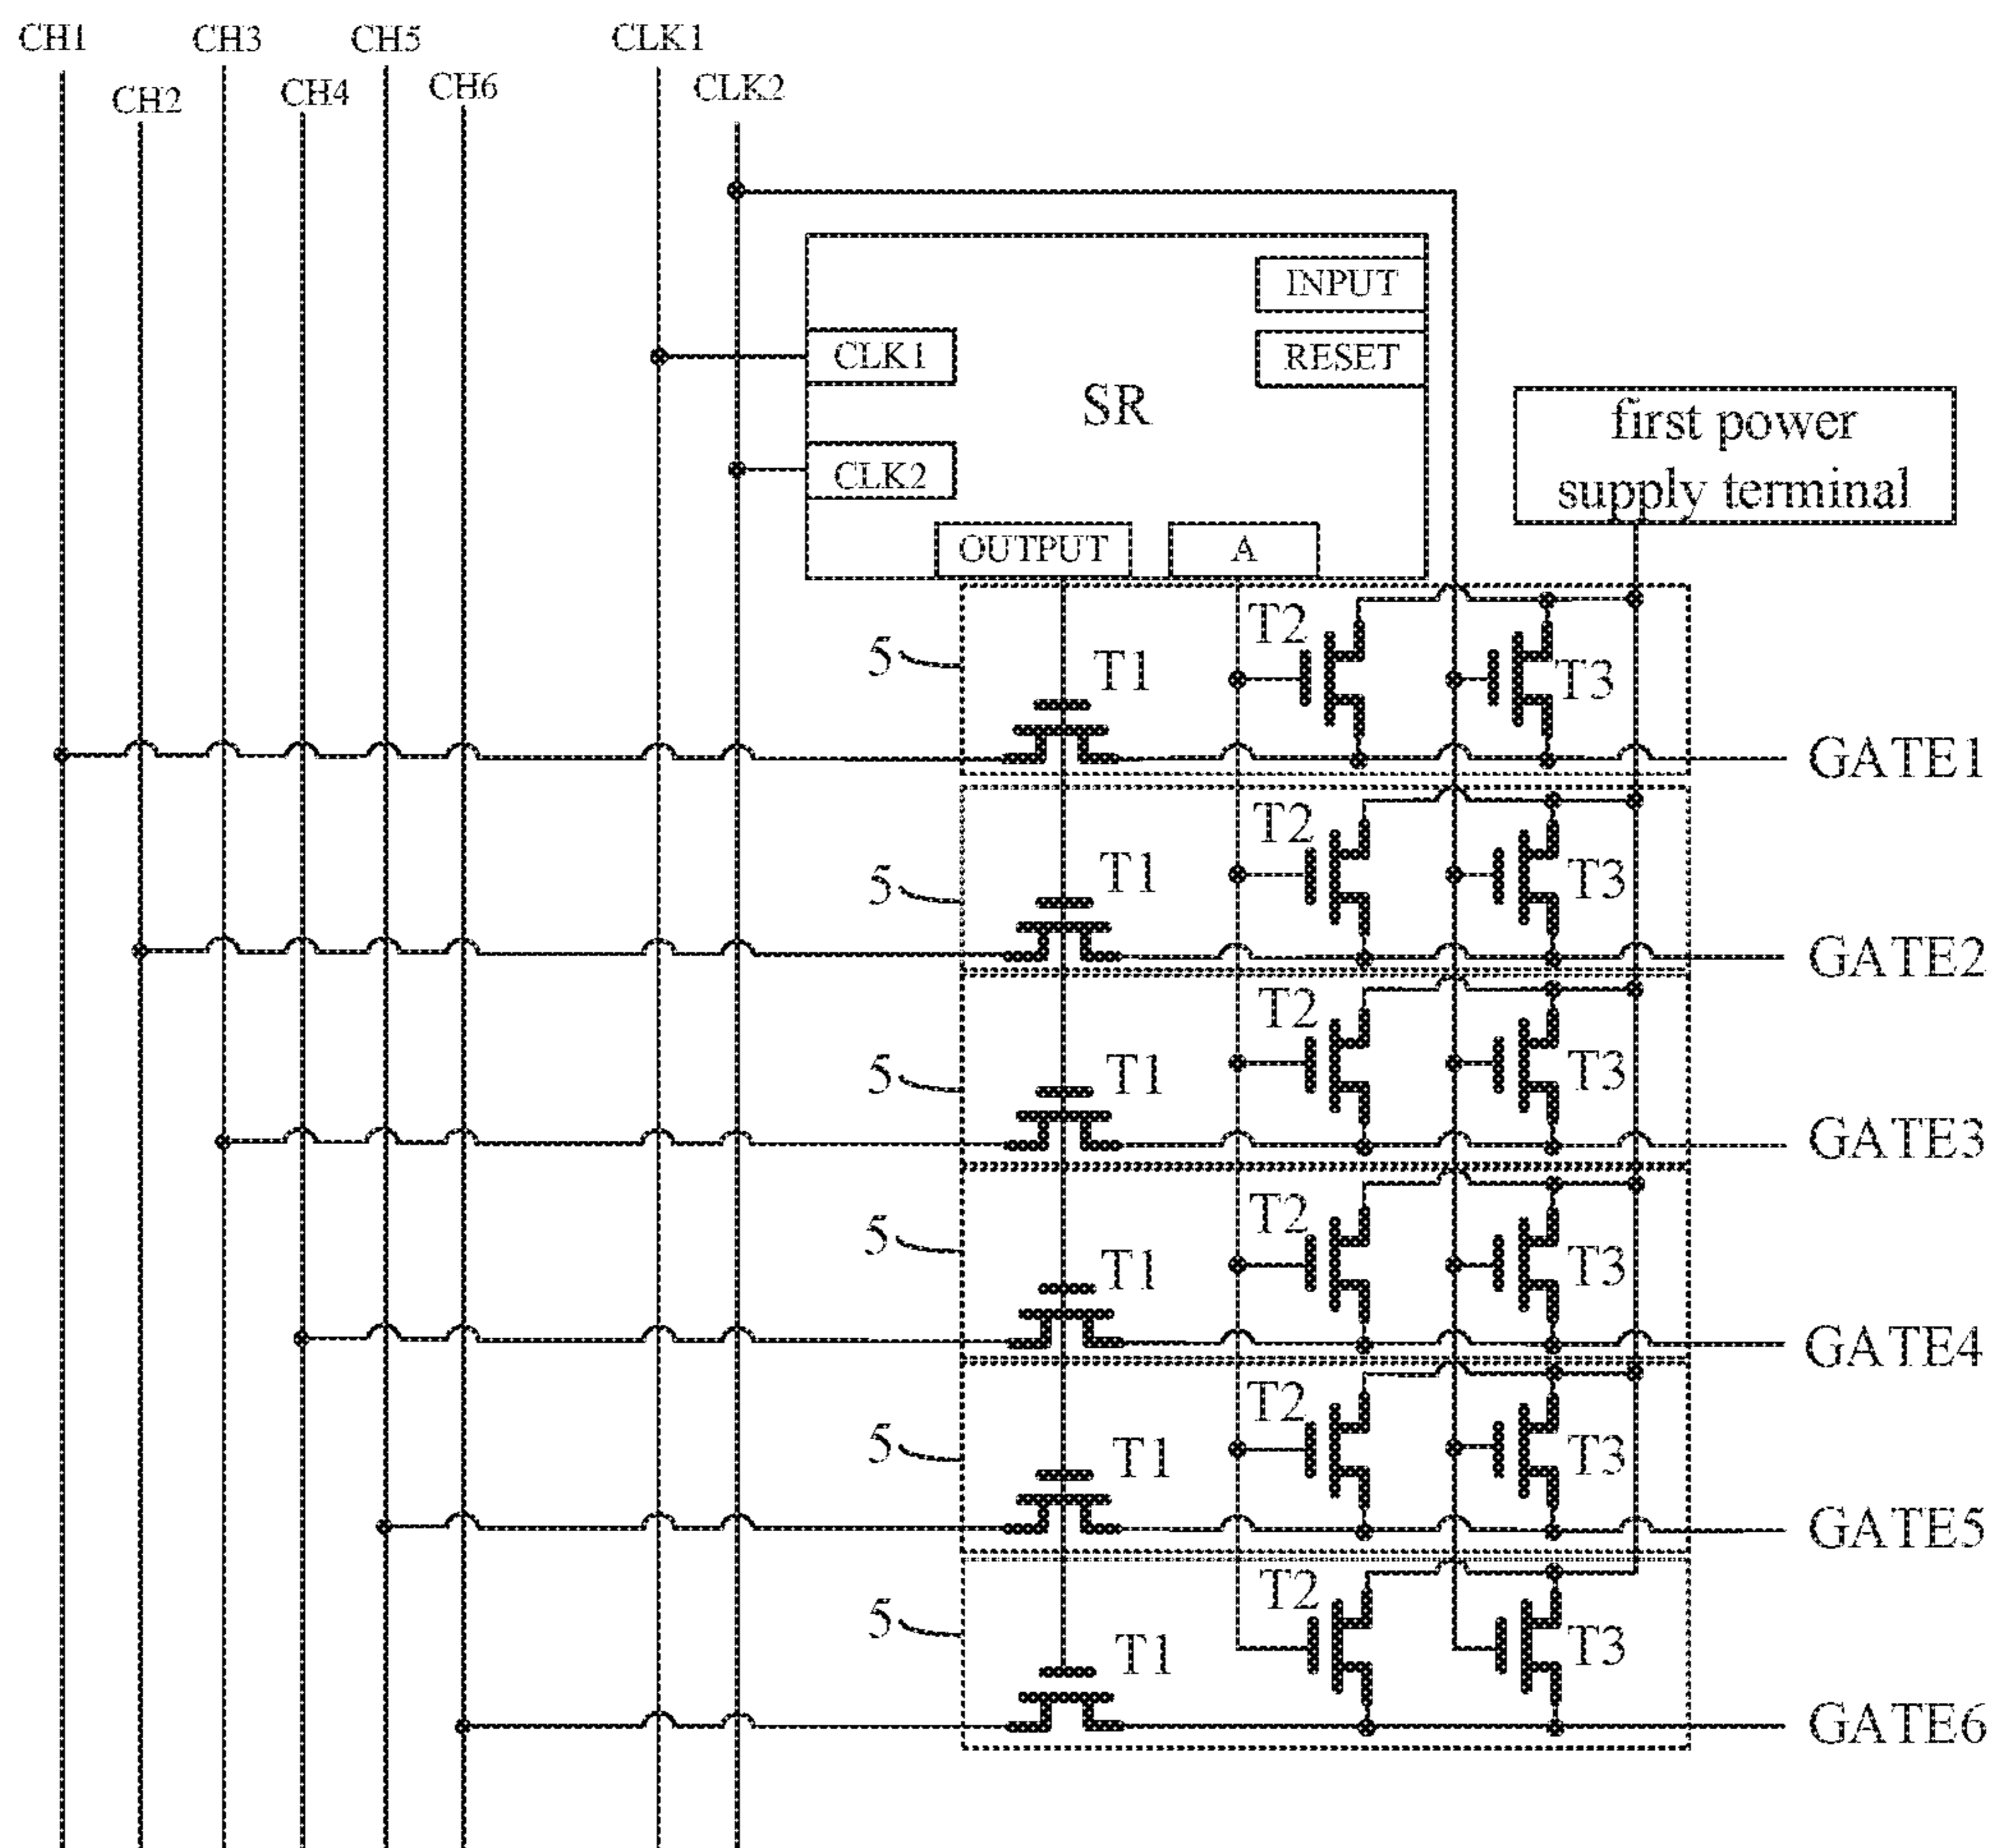 CH1
CH3
CH5
CLK1
CH2
CH4
CH6
CLK2
INPUT
CLK1
RESET
SR
first power
supply terminal
CLK2
OUTPUT
A
T2
5
T1
T3
GATE1
T2
5
T1
T3
GATE2
T2
5
T1
T3
GATE3
T2
5
T1
T3
GATE4
T2
5
T1
T3
GATE5
T2
5
T1
T3
GATE6